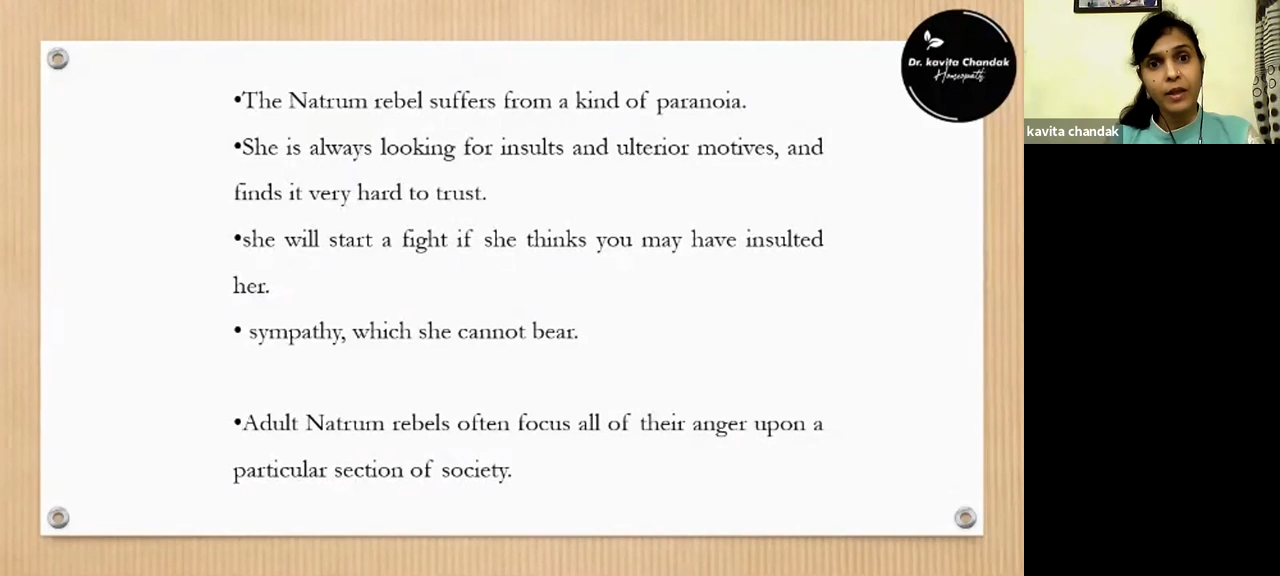 •The Natrum rebel suffers from a kind of paranoia.
•She is always looking for insults and ulterior motives, and
finds it very hard to trust.
•she will start a fight if she thinks you may have insulted
her.
• sympathy, which she cannot bear.
•Adult Natrum rebels often focus all of their anger upon a
particular section of society.
Dr. kavita Chandak
Homeopath
kavita chandak